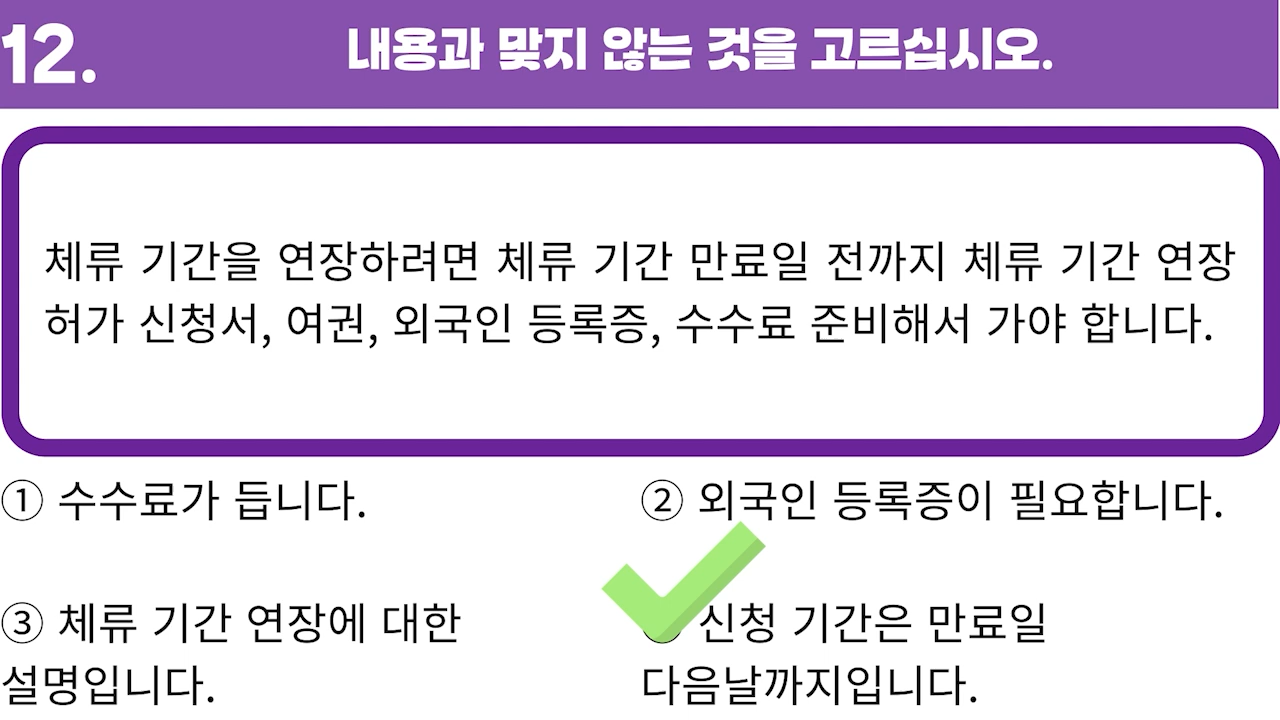 12. 내용과 맞지 않는 것을 고르십시오.
체류 기간을 연장하려면 체류 기간 만료일 전까지 체류 기간 연장
허가 신청서, 여권, 외국인 등록증, 수수료 준비해서 가야 합니다.
① 수수료가 듭니다.
② 외국인 등록증이 필요합니다.
③ 체류 기간 연장에 대한
설명입니다.
신청 기간은 만료일
다음날까지입니다.